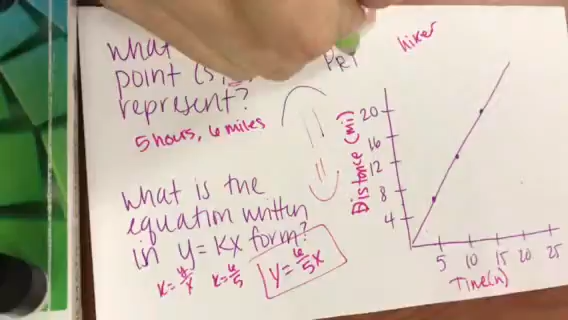 what
point (5,
represent?
5 hours, 6 miles
what is the
equation written
in y=kx form?
k=y/x k=6/5 y=6/5x
hiker
Distance (mi)
20
16
12
8
4
5 10 15 20 25
Time(h)